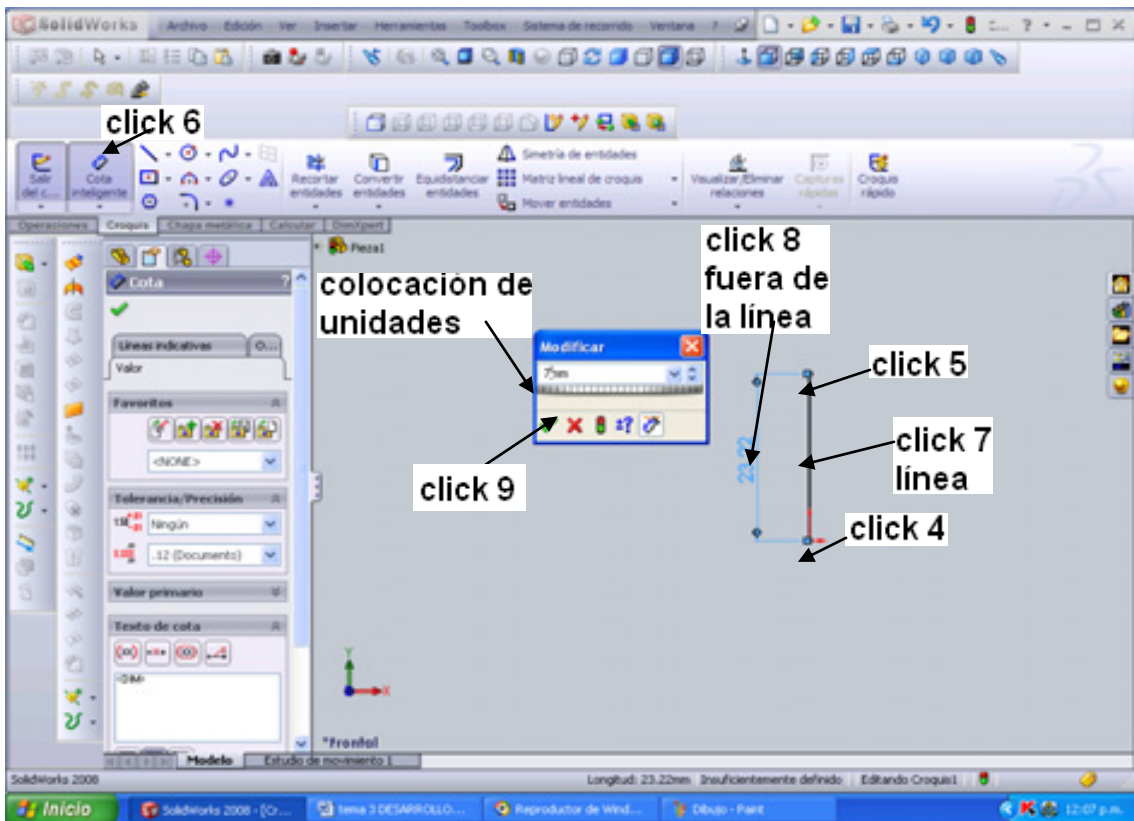 SolidWorks Archivo Edición Ver Insertar Herramientas Toolbox Sistema de recorrido Ventana ?
click 6
Salir del c...
Cota inteligente
Recortar entidades
Convertir entidades
Equidistanciar entidades
Simetría de entidades
Matriz lineal de croquis
Mover entidades
Visualizar/Eliminar relaciones
Capturas rápidas
Croquis rápido
Operaciones Croquis Chapa metálica Calcular DimXpert
Pieza1
Cota ?
Líneas indicativas O...
Valor
Favoritos
<NONE>
Tolerancia/Precisión
Ningún
.12 (Documento)
Valor primario
Texto de cota
<DIM>
colocación de
unidades
Modificar
click 9
click 8
fuera de
la línea
click 5
click 7
línea
click 4
23.22
Y
X
*Frontal
Modelo Estudio de movimiento 1
SolidWorks 2008
Longitud: 23.22mm Insuficientemente definido Editando Croquis1
Inicio
SolidWorks 2008 - [Cr...
tema 3 DESARROLLO...
Reproductor de Wind...
Dibujo - Paint
12:07 p.m.